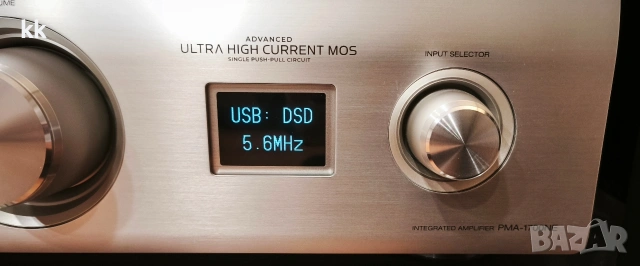 kk
ADVANCED
ULTRA HIGH CURRENT MOS
SINGLE PUSH-PULL CIRCUIT
INPUT SELECTOR
USB: DSD
5.6MHz
INTEGRATED AMPLIFIER
BAZAR